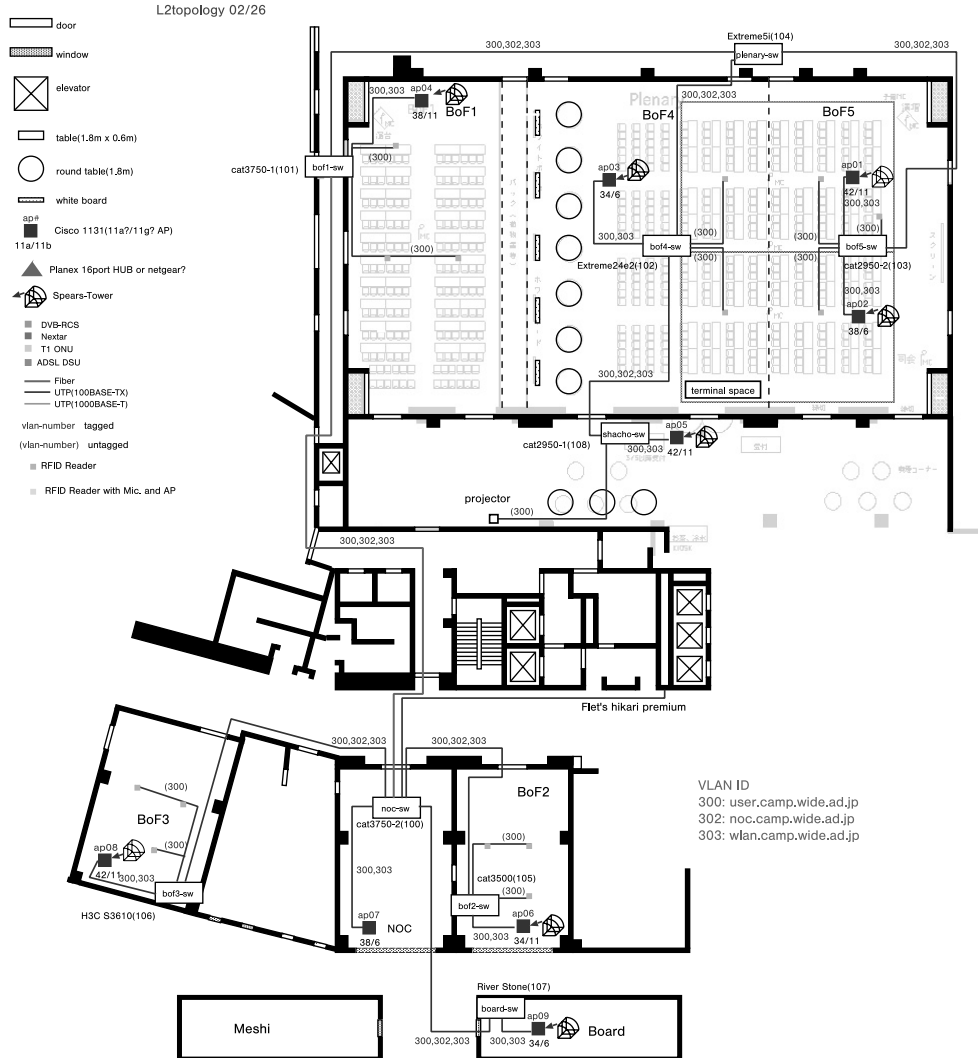 L2topology 02/26
door
window
elevator
table(1.8m x 0.6m)
round table(1,8m)
white board
ap#
Cisco 1131(11a?/11g? AP)
11a/11b
Planex 16port HUB or netgear?
Spears-Tower
DVB-RCS
Nextar
T1 ONU
ADSL DSU
Fiber
UTP(100BASE-TX)
UTP(1000BASE-T)
vlan-number tagged
(vlan-number) untagged
RFID Reader
RFID Reader with Mic. and AP
Extreme5i(104)
plenary-sw
300,302,303
300,302,303
300,303
ap04
38/11
BoF1
300,302,303
Plenary
BoF4
BoF5
(300)
bof1-sw
cat3750-1(101)
ap03
34/6
ap01
42/11
300,303
(300)
300,303
(300)
(300)
bof4-sw
(300)
(300)
bof5-sw
Extreme24e2(102)
cat2950-2(103)
300,303
ap02
38/6
スクリーン
300,302,303
terminal space
shacho-sw
ap05
cat2950-1(108)
300,303
42/11
受付
projector
(300)
KIOSK
300,302,303
Flet's hikari premium
300,302,303
300,302,303
VLAN ID
300: user.camp.wide.ad.jp
302: noc.camp.wide.ad.jp
303: wlan.camp.wide.ad.jp
(300)
BoF3
(300)
ap08
42/11
300,303
bof3-sw
H3C S3610(106)
noc-sw
cat3750-2(100)
300,303
ap07
38/6
NOC
BoF2
(300)
cat3500(105)
(300)
bof2-sw
ap06
300,303
34/11
River Stone(107)
board-sw
Meshi
ap09
Board
300,302,303
300,303
34/6